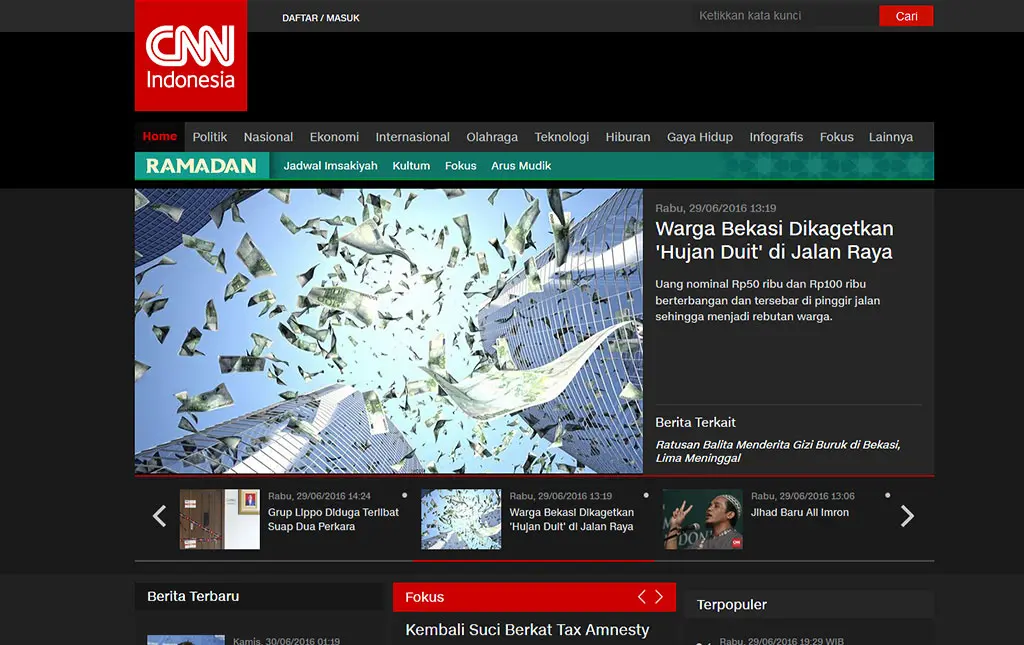 DAFTAR / MASUK
Ketikkan kata kunci
Cari
CNN
Indonesia
Home Politik Nasional Ekonomi Internasional Olahraga Teknologi Hiburan Gaya Hidup Infografis Fokus Lainnya
RAMADAN Jadwal Imsakiyah Kultum Fokus Arus Mudik
Rabu, 29/06/2016 13:19
Warga Bekasi Dikagetkan
'Hujan Duit' di Jalan Raya
Uang nominal Rp50 ribu dan Rp100 ribu
berterbangan dan tersebar di pinggir jalan
sehingga menjadi rebutan warga.
Berita Terkait
Ratusan Balita Menderita Gizi Buruk di Bekasi,
Lima Meninggal
Rabu, 29/06/2016 14:24
Grup Lippo Diduga Terlibat
Suap Dua Perkara
Rabu, 29/06/2016 13:19
Warga Bekasi Dikagetkan
'Hujan Duit' di Jalan Raya
Rabu, 29/06/2016 13:06
Jihad Baru Ali Imron
Berita Terbaru
Kamis, 30/06/2016 01:19
Fokus
Kembali Suci Berkat Tax Amnesty
Terpopuler
Rabu, 29/06/2016 19:29 WIB